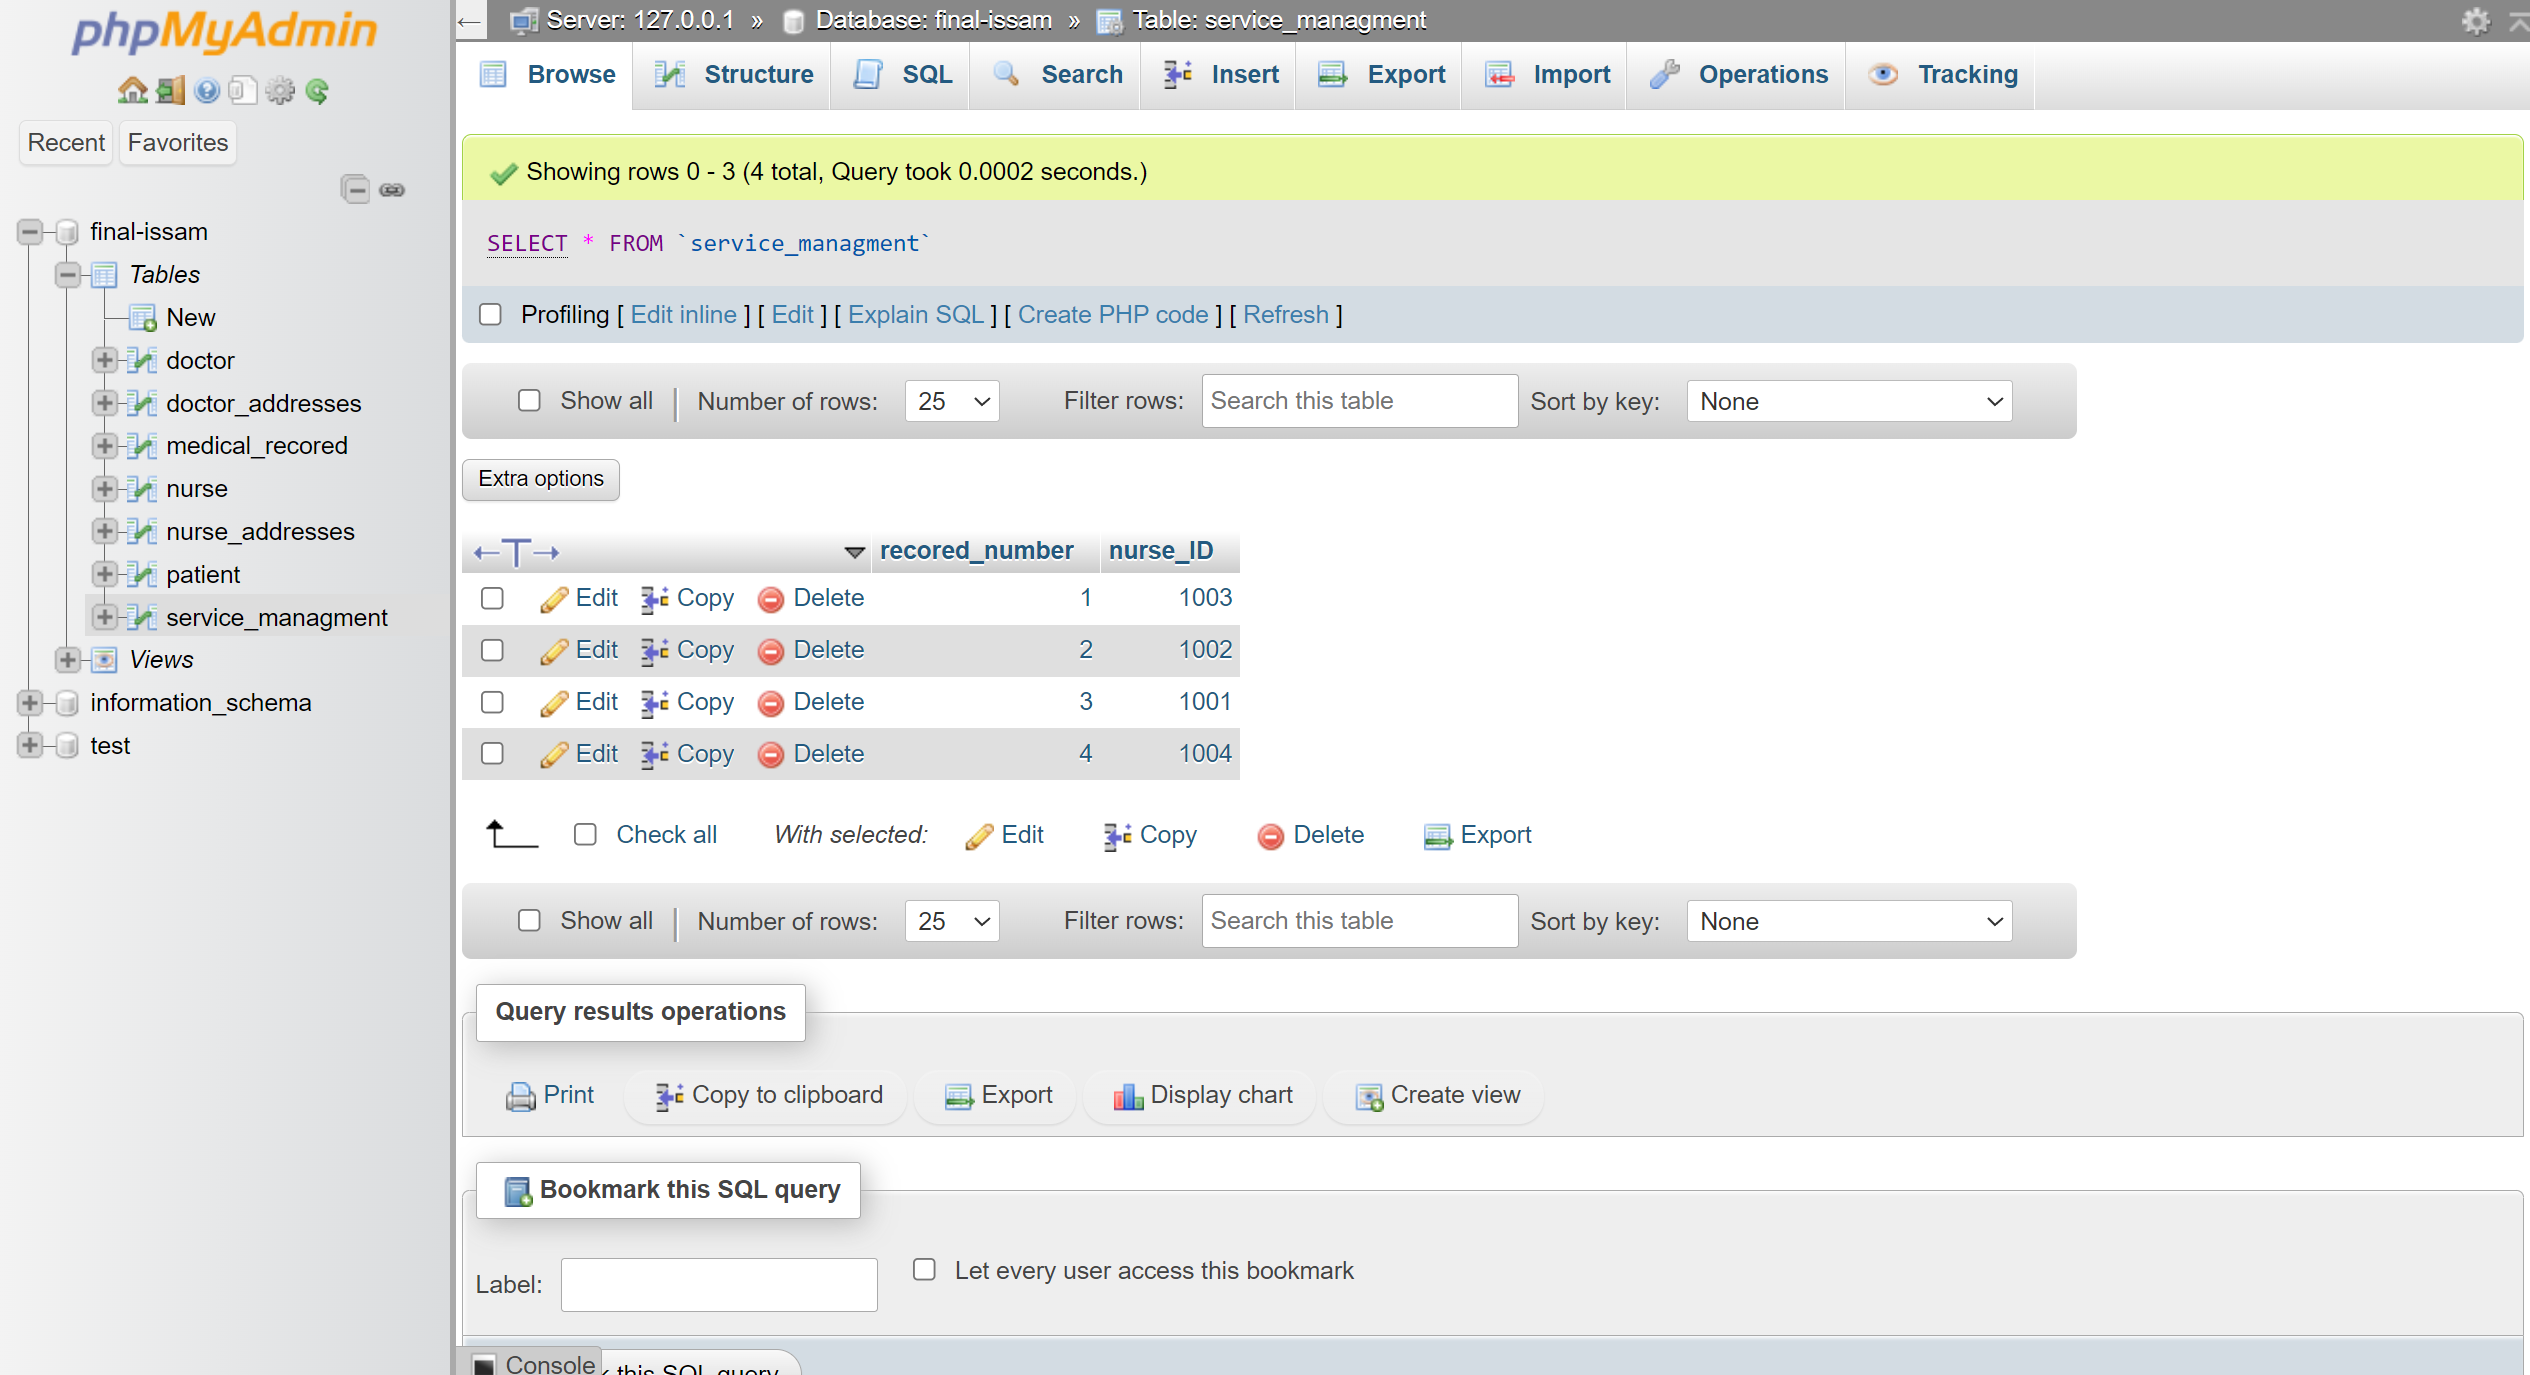 phpMyAdmin
Recent Favorites
final-issam
Tables
New
doctor
doctor_addresses
medical_recored
nurse
nurse_addresses
patient
service_managment
Views
information_schema
test
← Server: 127.0.0.1 » Database: final-issam » Table: service_managment
Browse Structure SQL Search Insert Export Import Operations Tracking
Showing rows 0 - 3 (4 total, Query took 0.0002 seconds.)
SELECT * FROM `service_managment`
Profiling [ Edit inline ] [ Edit ] [ Explain SQL ] [ Create PHP code ] [ Refresh ]
Show all | Number of rows: 25 Filter rows: Search this table Sort by key: None
Extra options
←T→ recored_number nurse_ID
Edit Copy Delete 1 1003
Edit Copy Delete 2 1002
Edit Copy Delete 3 1001
Edit Copy Delete 4 1004
Check all With selected: Edit Copy Delete Export
Show all | Number of rows: 25 Filter rows: Search this table Sort by key: None
Query results operations
Print Copy to clipboard Export Display chart Create view
Bookmark this SQL query
Label: Let every user access this bookmark
Console this SQL query